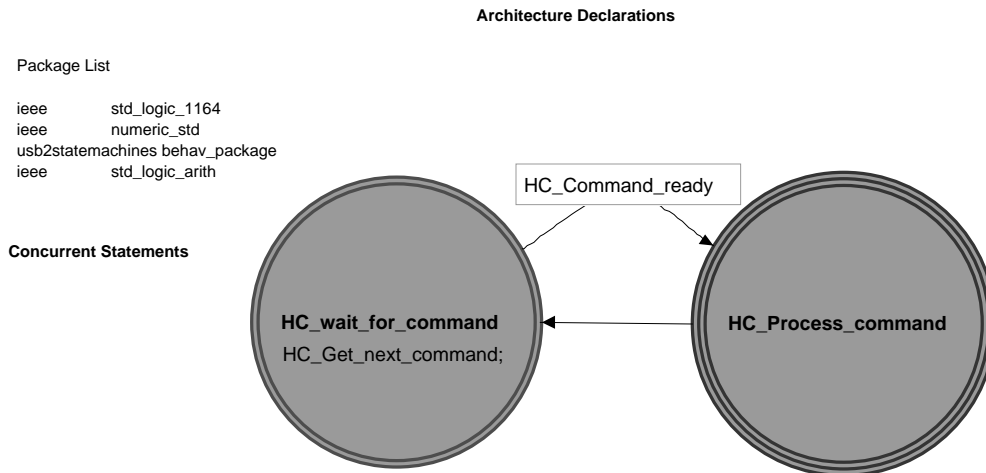 Architecture Declarations
Package List
ieee std_logic_1164
ieee numeric_std
usb2statemachines behav_package
ieee std_logic_arith
HC_Command_ready
Concurrent Statements
HC_wait_for_command
HC_Get_next_command;
HC_Process_command